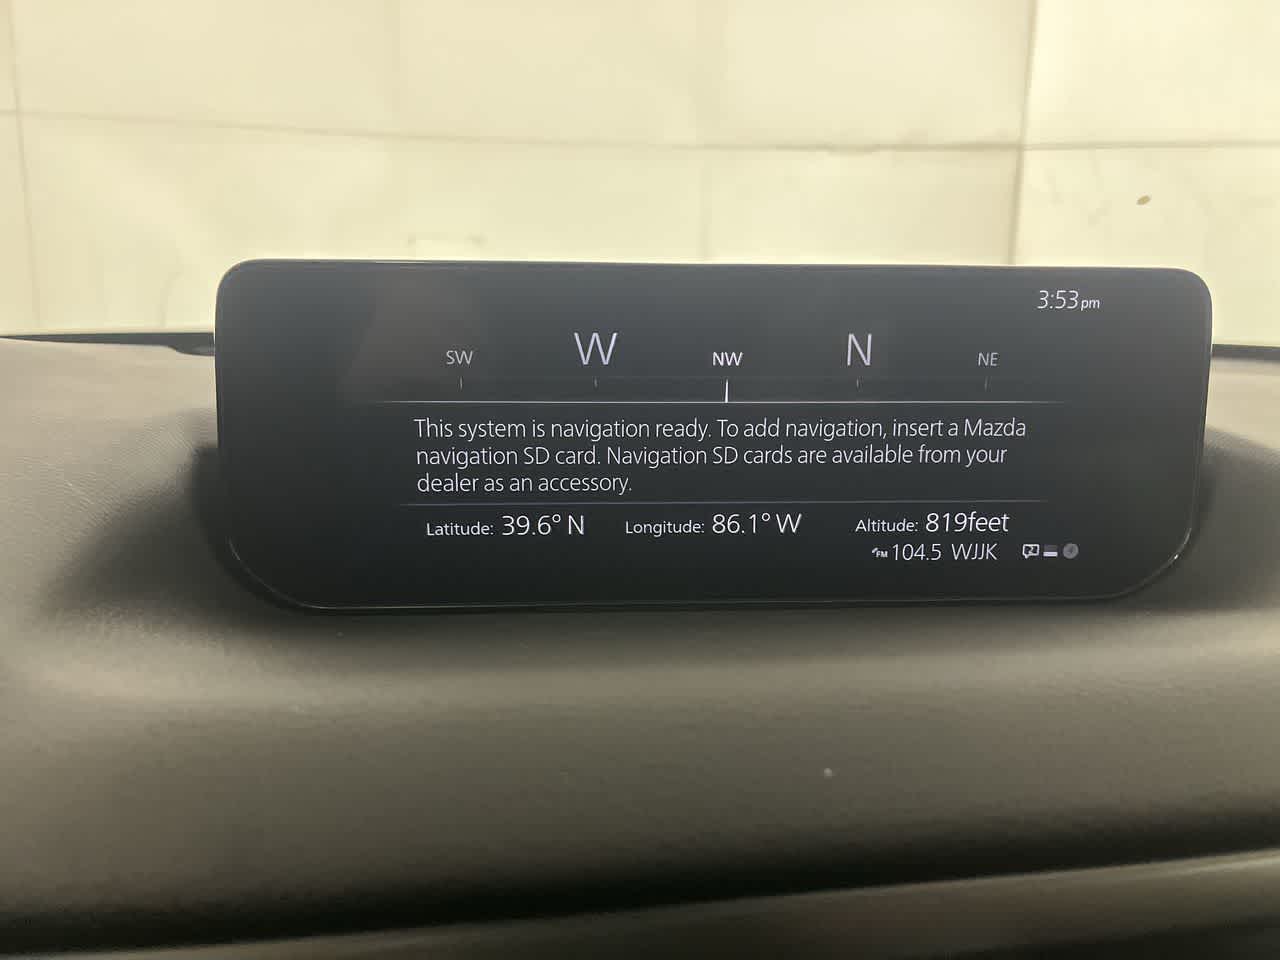 3:53pm
SW W NW N NE
This system is navigation ready. To add navigation, insert a Mazda
navigation SD card. Navigation SD cards are available from your
dealer as an accessory.
Latitude: 39.6° N Longitude: 86.1° W Altitude: 819feet
FM 104.5 WJJK